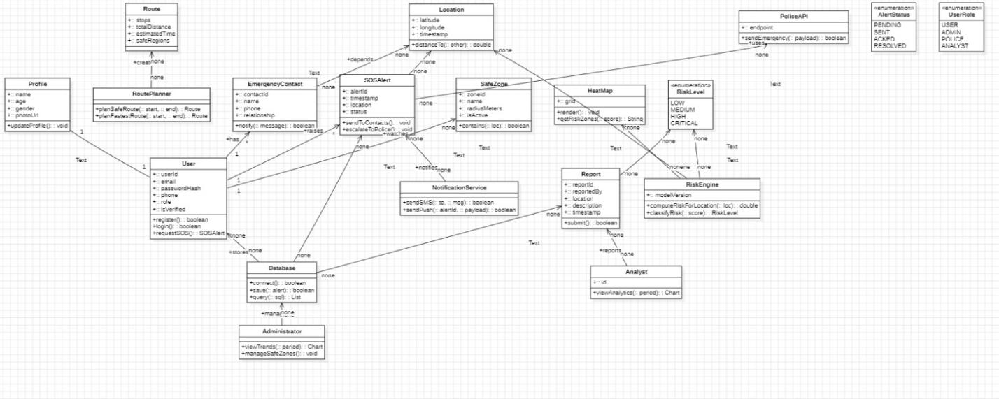 Route
+:: stops
+:: totalDistance
+:: estimatedTime
+:: safeRegions
Location
+:: latitude
+:: longitude
+:: timestamp
+distanceTo(:: other): : double
PoliceAPI
+:: endpoint
+sendEmergency(:: payload): : boolean
«enumeration»
AlertStatus
PENDING
SENT
ACKED
RESOLVED
«enumeration»
UserRole
USER
ADMIN
POLICE
ANALYST
+uses
none
none
none
+depends
none
none
none
+creat
none
none
Text
Profile
+:: name
+:: age
+:: gender
+:: photoUrl
+updateProfile(): : void
RoutePlanner
+planSafeRoute(:: start, :: end): : Route
+planFastestRoute(:: start, :: end): : Route
EmergencyContact
+:: contactId
+:: name
+:: phone
+:: relationship
+notify(:: message): : boolean
SOSAlert
+:: alertId
+:: timestamp
+:: location
+:: status
+sendToContacts(): : void
+escalateToPolice(): : void
SafeZone
+:: zoneId
+:: name
+:: radiusMeters
+:: isActive
+contains(:: loc): : boolean
HeatMap
+:: grid
+render(): : void
+getRiskZones(:: score): : String
«enumeration»
RiskLevel
LOW
MEDIUM
HIGH
CRITICAL
Text
1
Text
1
+has
*
1
+raises
*
1
1
+watches
none
none
none
none
none
none
none
Text
Text
Text
Text
Text
Text
User
+:: userId
+:: email
+:: passwordHash
+:: phone
+:: role
+:: isVerified
+register(): : boolean
+login(): : boolean
+requestSOS(): : SOSAlert
+notifies
none
NotificationService
+sendSMS(:: to, :: msg): : boolean
+sendPush(:: alertId, :: payload): : boolean
Report
+:: reportId
+:: reportedBy
+:: location
+:: description
+:: timestamp
+submit(): : boolean
none
nonene
none
RiskEngine
+:: modelVersion
+computeRiskForLocation(:: loc): : double
+classifyRisk(:: score): : RiskLevel
none
none
+stores
none
none
none
Text
none
+reports
none
Database
+connect(): : boolean
+save(:: alert): : boolean
+query(:: sql): : List
Analyst
+:: id
+viewAnalytics(:: period): : Chart
+mana
none
Administrator
+viewTrends(:: period): : Chart
+manageSafeZones(): : void